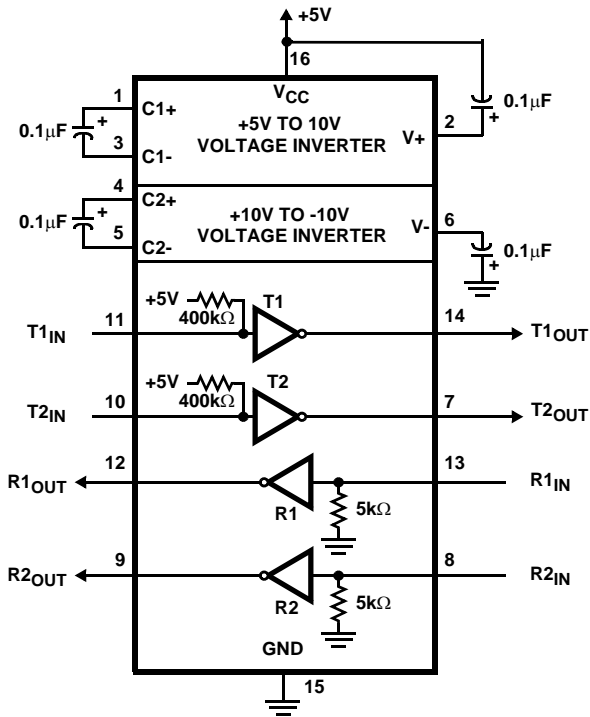 +5V
16
VCC
1
C1+
0.1μF
+
3
C1-
+5V TO 10V
VOLTAGE INVERTER
V+
2
0.1μF
+
4
C2+
0.1μF
+
5
C2-
+10V TO -10V
VOLTAGE INVERTER
V-
6
0.1μF
+
+5V
400kΩ
T1
T1IN
11
14
T1OUT
+5V
400kΩ
T2
T2IN
10
7
T2OUT
R1OUT
12
R1
13
R1IN
5kΩ
R2OUT
9
R2
8
R2IN
5kΩ
GND
15